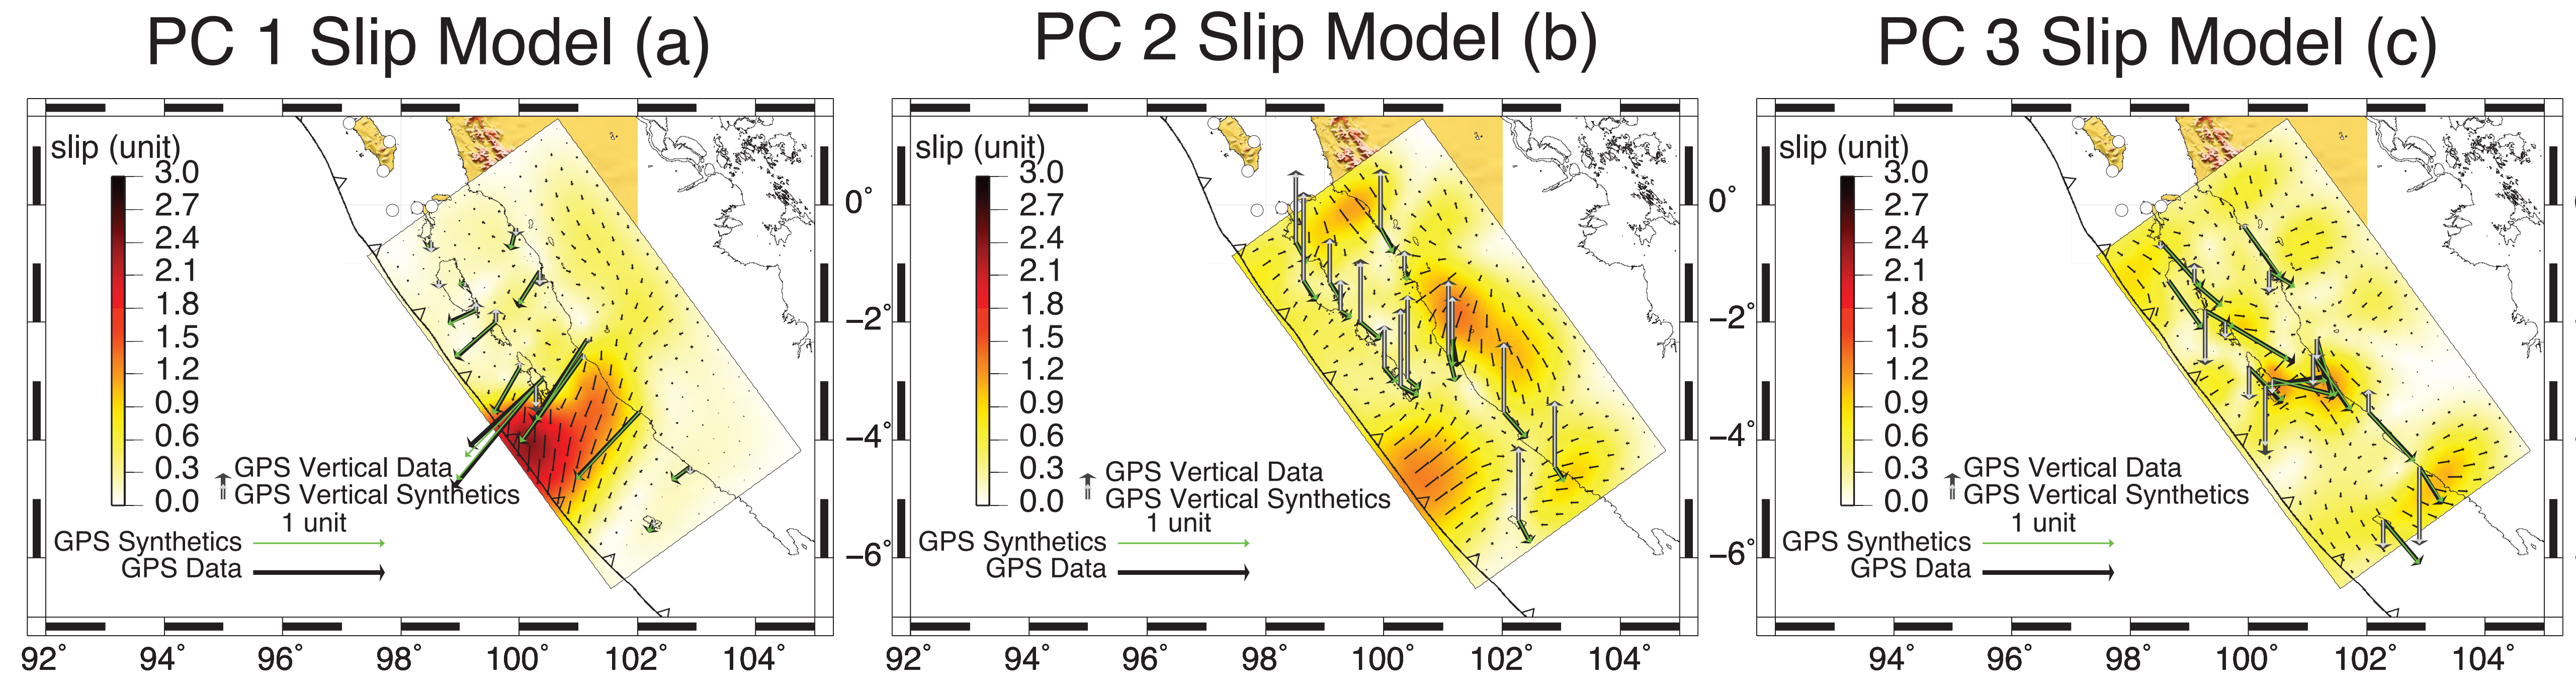 PC 1 Slip Model (a)
slip (unit)
3.0
2.7
2.4
2.1
1.8
1.5
1.2
0.9
0.6
0.3
0.0
GPS Vertical Data
GPS Vertical Synthetics
1 unit
GPS Synthetics
GPS Data
0°
−2°
−4°
−6°
92° 94° 96° 98° 100° 102° 104°
PC 2 Slip Model (b)
slip (unit)
3.0
2.7
2.4
2.1
1.8
1.5
1.2
0.9
0.6
0.3
0.0
GPS Vertical Data
GPS Vertical Synthetics
1 unit
GPS Synthetics
GPS Data
0°
−2°
−4°
−6°
92° 94° 96° 98° 100° 102° 104°
PC 3 Slip Model (c)
slip (unit)
3.0
2.7
2.4
2.1
1.8
1.5
1.2
0.9
0.6
0.3
0.0
GPS Vertical Data
GPS Vertical Synthetics
1 unit
GPS Synthetics
GPS Data
94° 96° 98° 100° 102° 104°